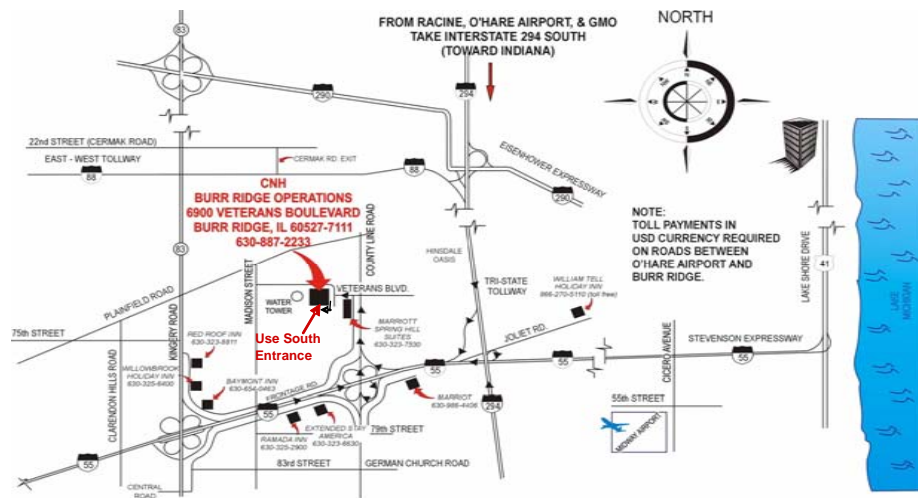 83
FROM RACINE, O'HARE AIRPORT, & GMO
TAKE INTERSTATE 294 SOUTH
(TOWARD INDIANA)
NORTH
290
294
22nd STREET (CERMAK ROAD)
EAST - WEST TOLLWAY
88
CERMAK RD. EXIT
88
EISENHOWER EXPRESSWAY
290
CNH
BURR RIDGE OPERATIONS
6900 VETERANS BOULEVARD
BURR RIDGE, IL 60527-7111
630-887-2233
COUNTY LINE ROAD
NOTE:
TOLL PAYMENTS IN
USD CURRENCY REQUIRED
ON ROADS BETWEEN
O'HARE AIRPORT AND
BURR RIDGE.
83
HINSDALE
OASIS
TRI-STATE
TOLLWAY
LAKE SHORE DRIVE
41
LAKE
MICHIGAN
PLAINFIELD ROAD
MADISON STREET
WATER
TOWER
VETERANS BLVD.
WILLIAM TELL
HOLIDAY INN
866-270-5110 (toll free)
75th STREET
KINGERY ROAD
RED ROOF INN
630-323-8811
Use South
Entrance
MARRIOTT
SPRING HILL
SUITES
630-323-7530
JOLIET RD.
STEVENSON EXPRESSWAY
55
55
55
CLARENDON HILLS ROAD
WILLOWBROOK
HOLIDAY INN
630-325-6400
BAYMONT INN
630-654-0463
FRONTAGE RD.
55
MARRIOT
630-986-4406
294
CICERO AVENUE
55th STREET
MIDWAY AIRPORT
RAMADA INN
630-325-2900
EXTENDED STAY
AMERICA
630-323-6630
79th STREET
55
83rd STREET
GERMAN CHURCH ROAD
CENTRAL
ROAD